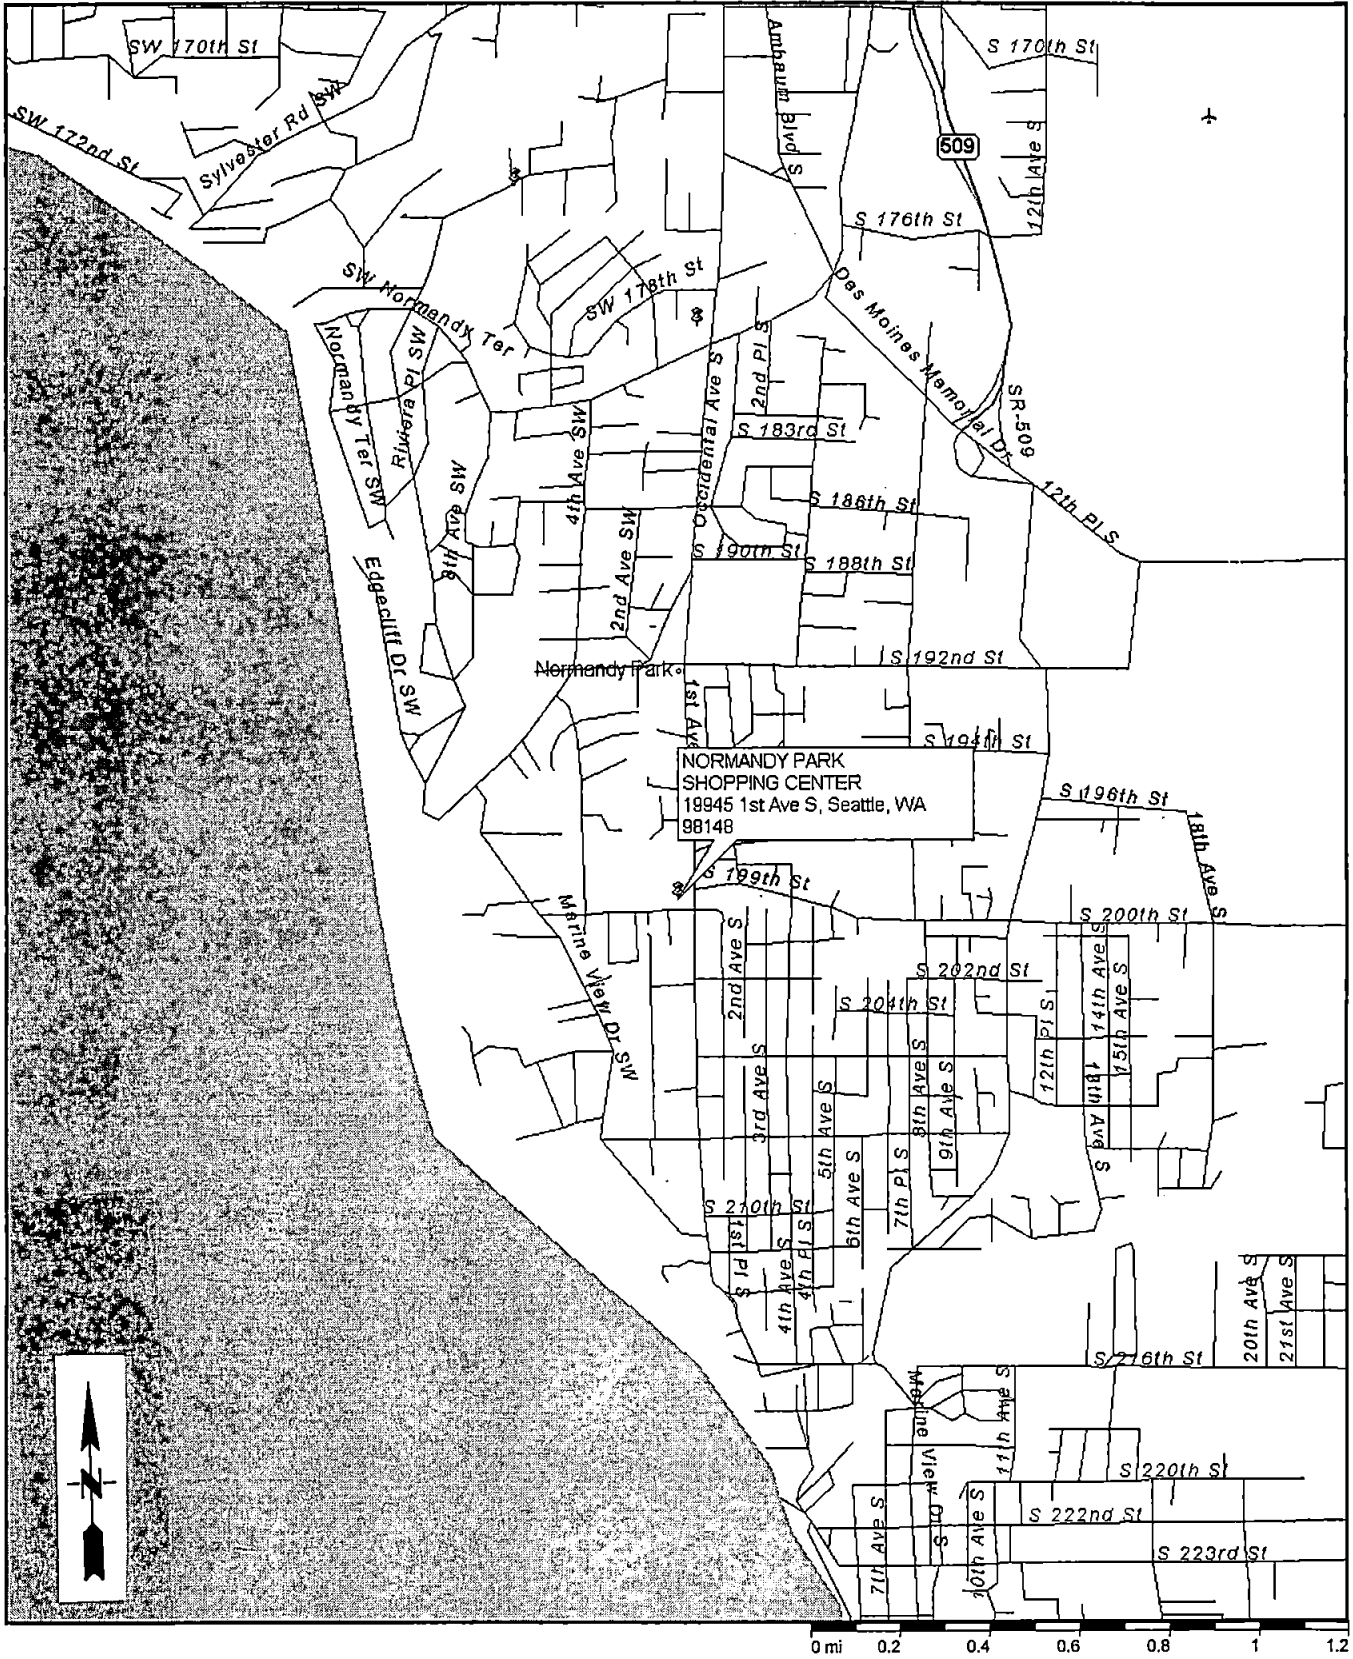 SW 170th St
S 170th St
Ambaum Blvd S
SW 172nd St
Sylvester Rd SW
509
12th Ave S
S 176th St
SW Normandy Ter
SW 178th St
Des Moines Memorial Dr
Normandy Ter SW
Riviera Pl SW
2nd Pl S
Occidental Ave S
SR-509
S 183rd St
4th Ave SW
8th Ave SW
S 186th St
12th Pl S
2nd Ave SW
S 190th St
S 188th St
Edgecliff Dr SW
Normandy Park
S 192nd St
1st Ave
S 194th St
NORMANDY PARK
SHOPPING CENTER
19945 1st Ave S, Seattle, WA
98148
S 196th St
18th Ave S
S 199th St
Marine View Dr SW
S 200th St
2nd Ave S
S 202nd St
14th Ave S
15th Ave S
S 204th St
12th Pl S
3rd Ave S
8th Ave S
9th Ave S
5th Ave S
13th Ave S
6th Ave S
7th Pl S
S 210th St
1st Pl S
4th Ave S
4th Pl S
20th Ave S
21st Ave S
S 216th St
Marine View Dr S
11th Ave S
S 220th St
7th Ave S
10th Ave S
S 222nd St
S 223rd St
N
0 mi 0.2 0.4 0.6 0.8 1 1.2